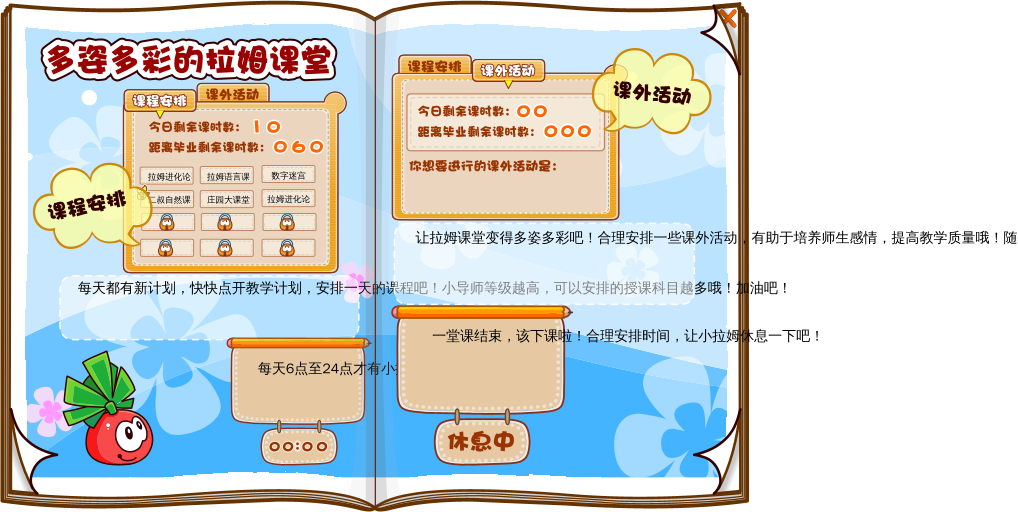 多姿多彩的拉姆课堂
课程安排
课外活动
今日剩余课时数： 10
距离毕业剩余课时数： 060
拉姆进化论
拉姆语言课
数字迷宫
二叔自然课
庄园大课堂
拉姆进化论
课程安排
每天都有新计划，快快点开教学计划，安排一天的课程吧！小导师等级越高，可以安排的授课科目越多哦！加油吧！
每天6点至24点才有小
00:00
课程安排
课外活动
课外活动
今日剩余课时数： 00
距离毕业剩余课时数： 000
你想要进行的课外活动是：
让拉姆课堂变得多姿多彩吧！合理安排一些课外活动，有助于培养师生感情，提高教学质量哦！随
一堂课结束，该下课啦！合理安排时间，让小拉姆休息一下吧！
休息中